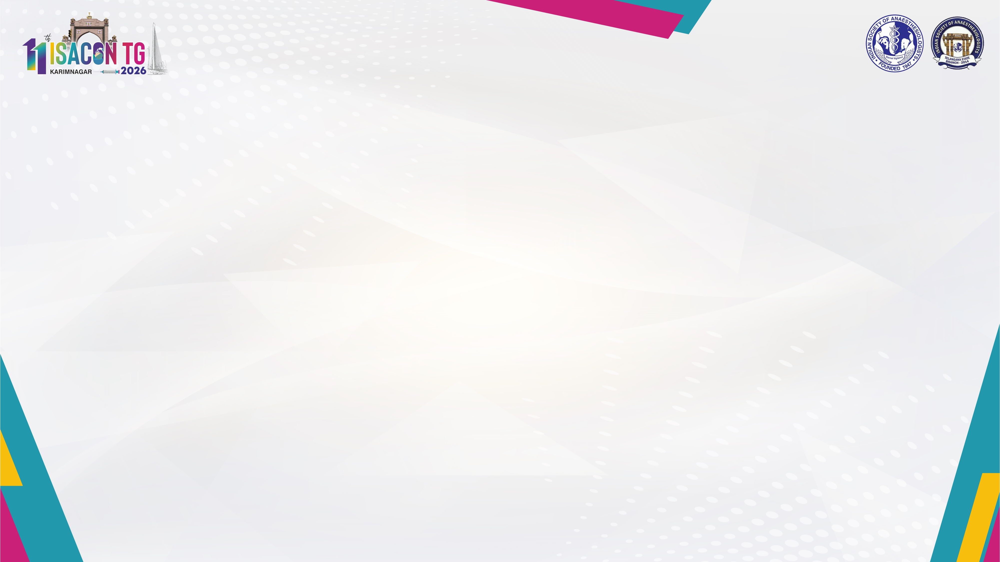 11th ISACON TG
KARIMNAGAR 2026
INDIAN SOCIETY OF ANAESTHESIOLOGISTS
Eternal Vigilance
FOUNDED 1947
INDIAN SOCIETY OF ANAESTHESIOLOGISTS
TELANGANA STATE
BRANCH - 2014